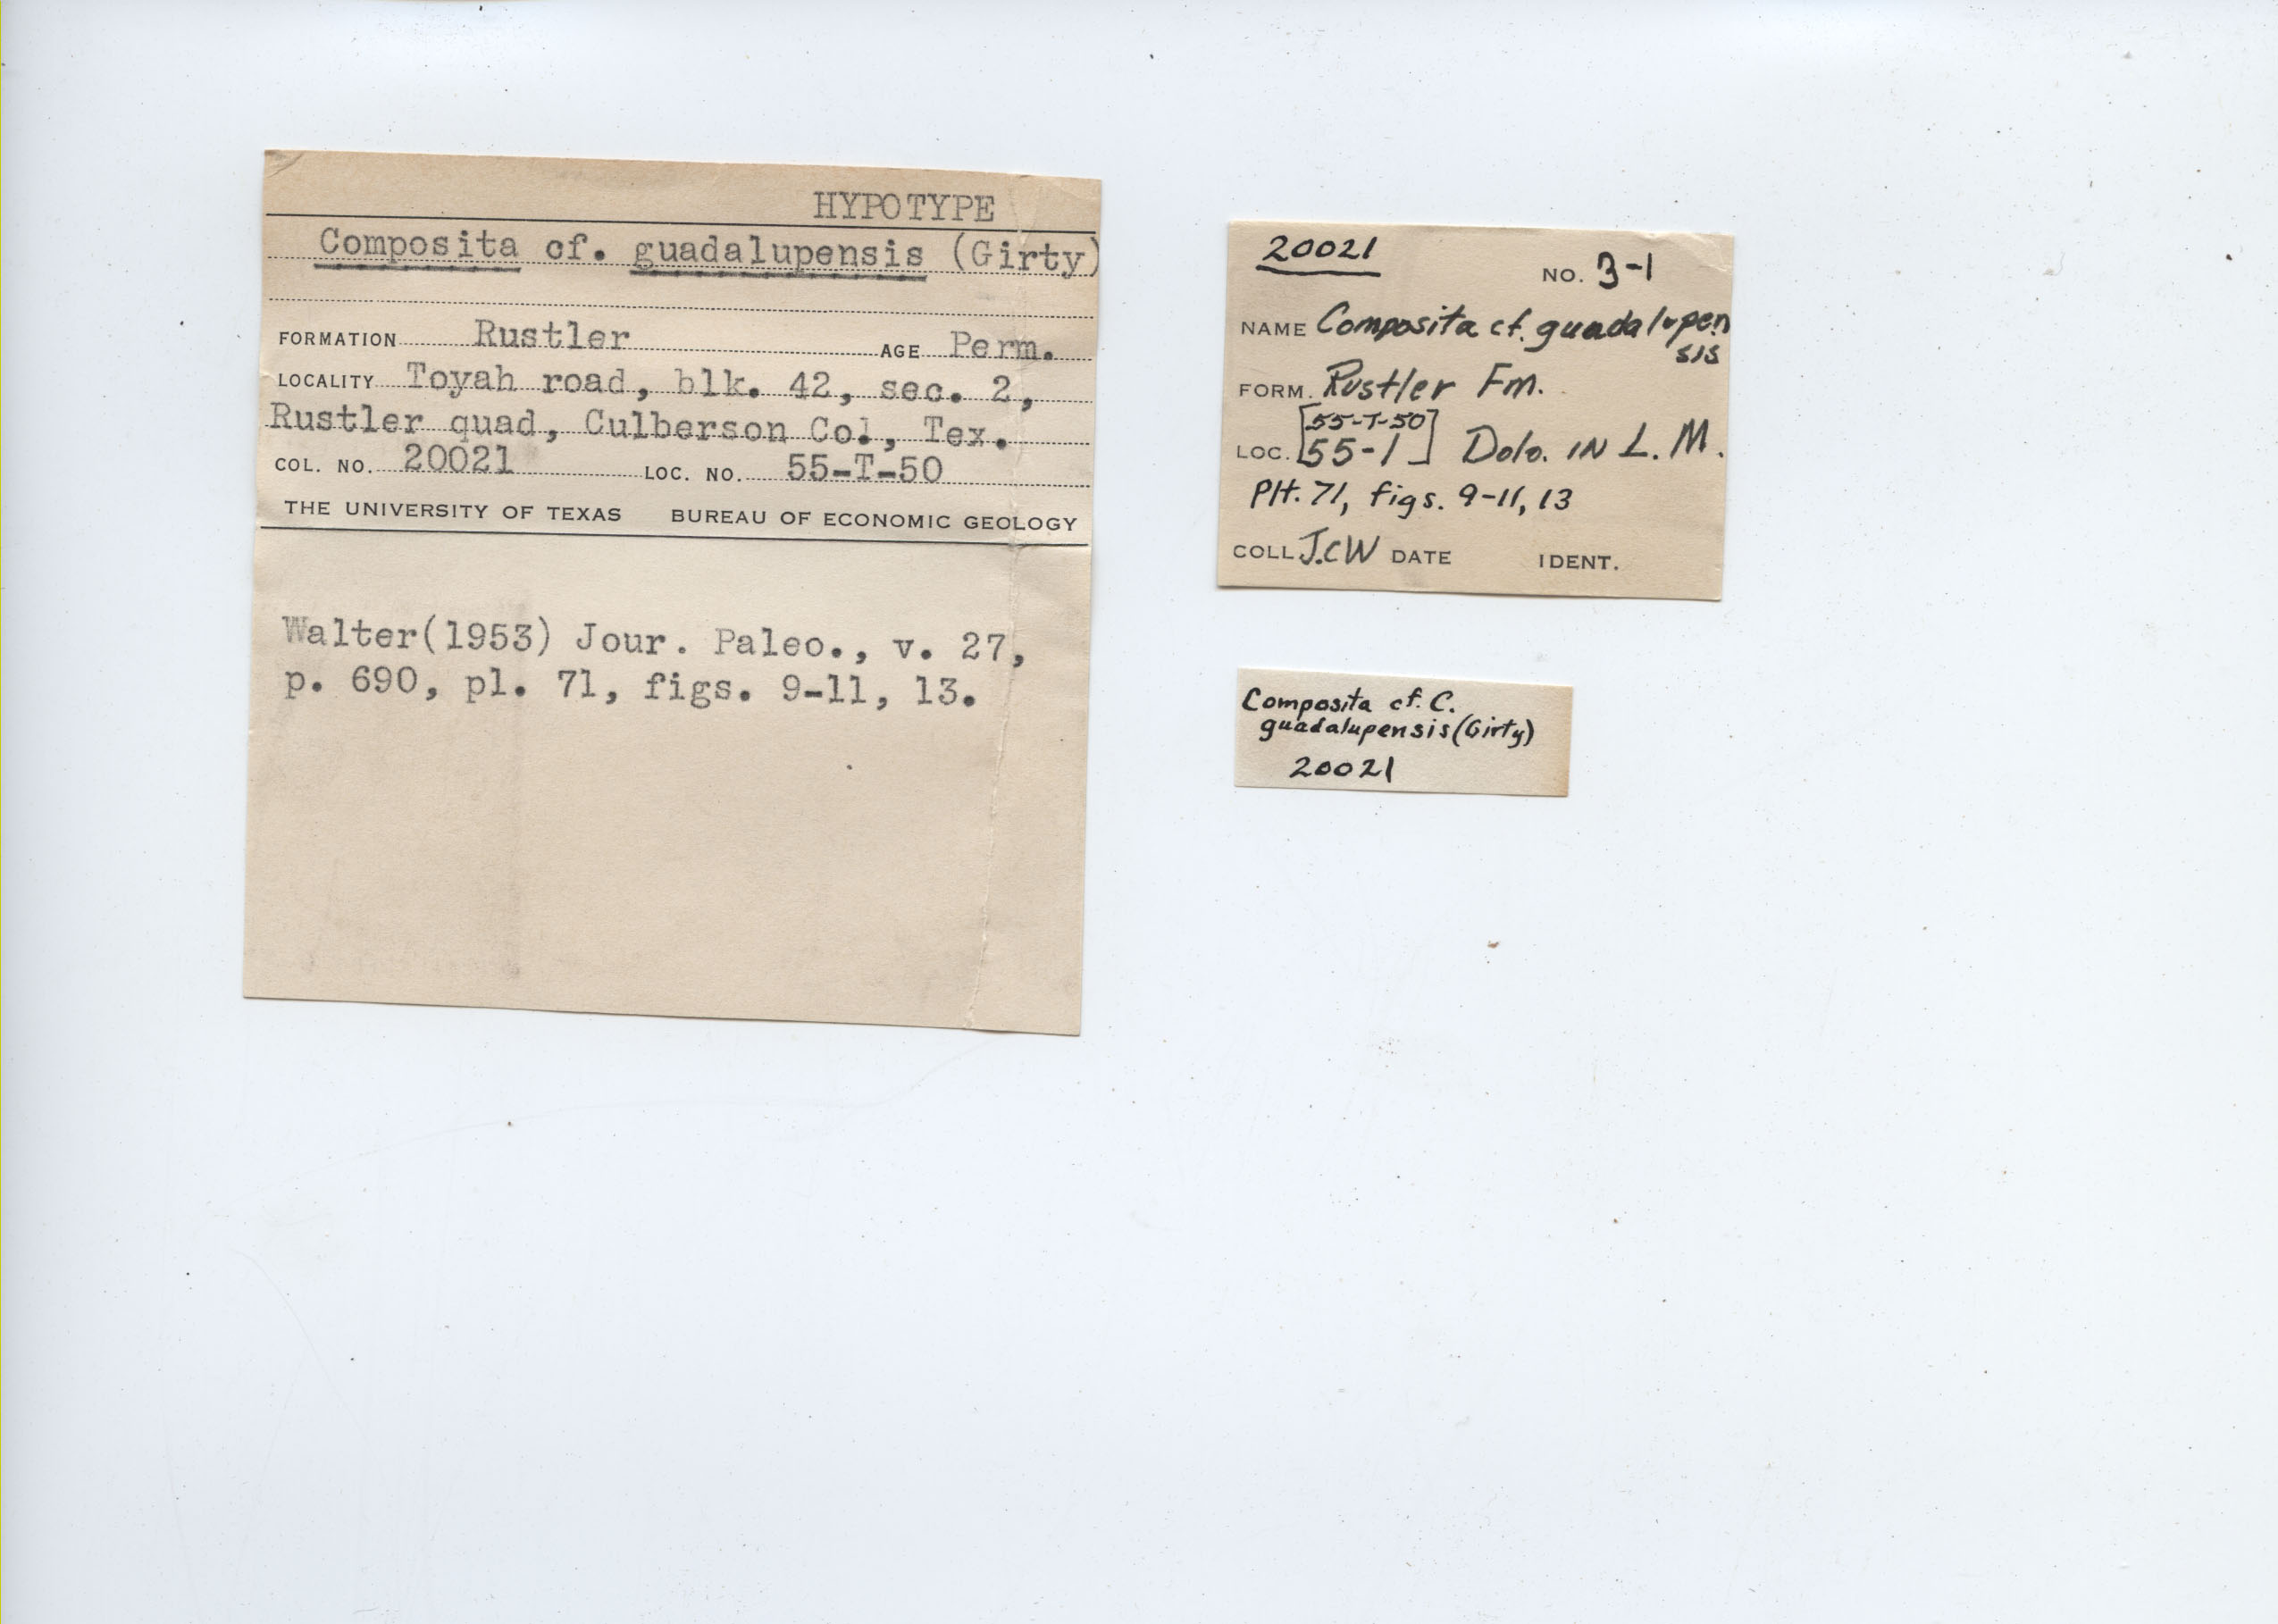 HYPOTYPE
Composita cf. guadalupensis (Girty)
FORMATION Rustler AGE Perm.
LOCALITY Toyah road, blk. 42, sec. 2,
Rustler quad, Culberson Co., Tex.
COL. NO. 20021 LOC. NO. 55-T-50
THE UNIVERSITY OF TEXAS BUREAU OF ECONOMIC GEOLOGY
Walter(1953) Jour. Paleo., v. 27,
p. 690, pl. 71, figs. 9-11, 13.
20021
NO. 3-1
NAME Composita cf. guadalupen
sis
FORM. Rustler Fm.
[55-T-50]
LOC. [55-1] Dolo. IN L. M.
Plt. 71, figs. 9-11, 13
COLL J.CW DATE IDENT.
Composita cf. C.
guadalupensis (Girty)
20021